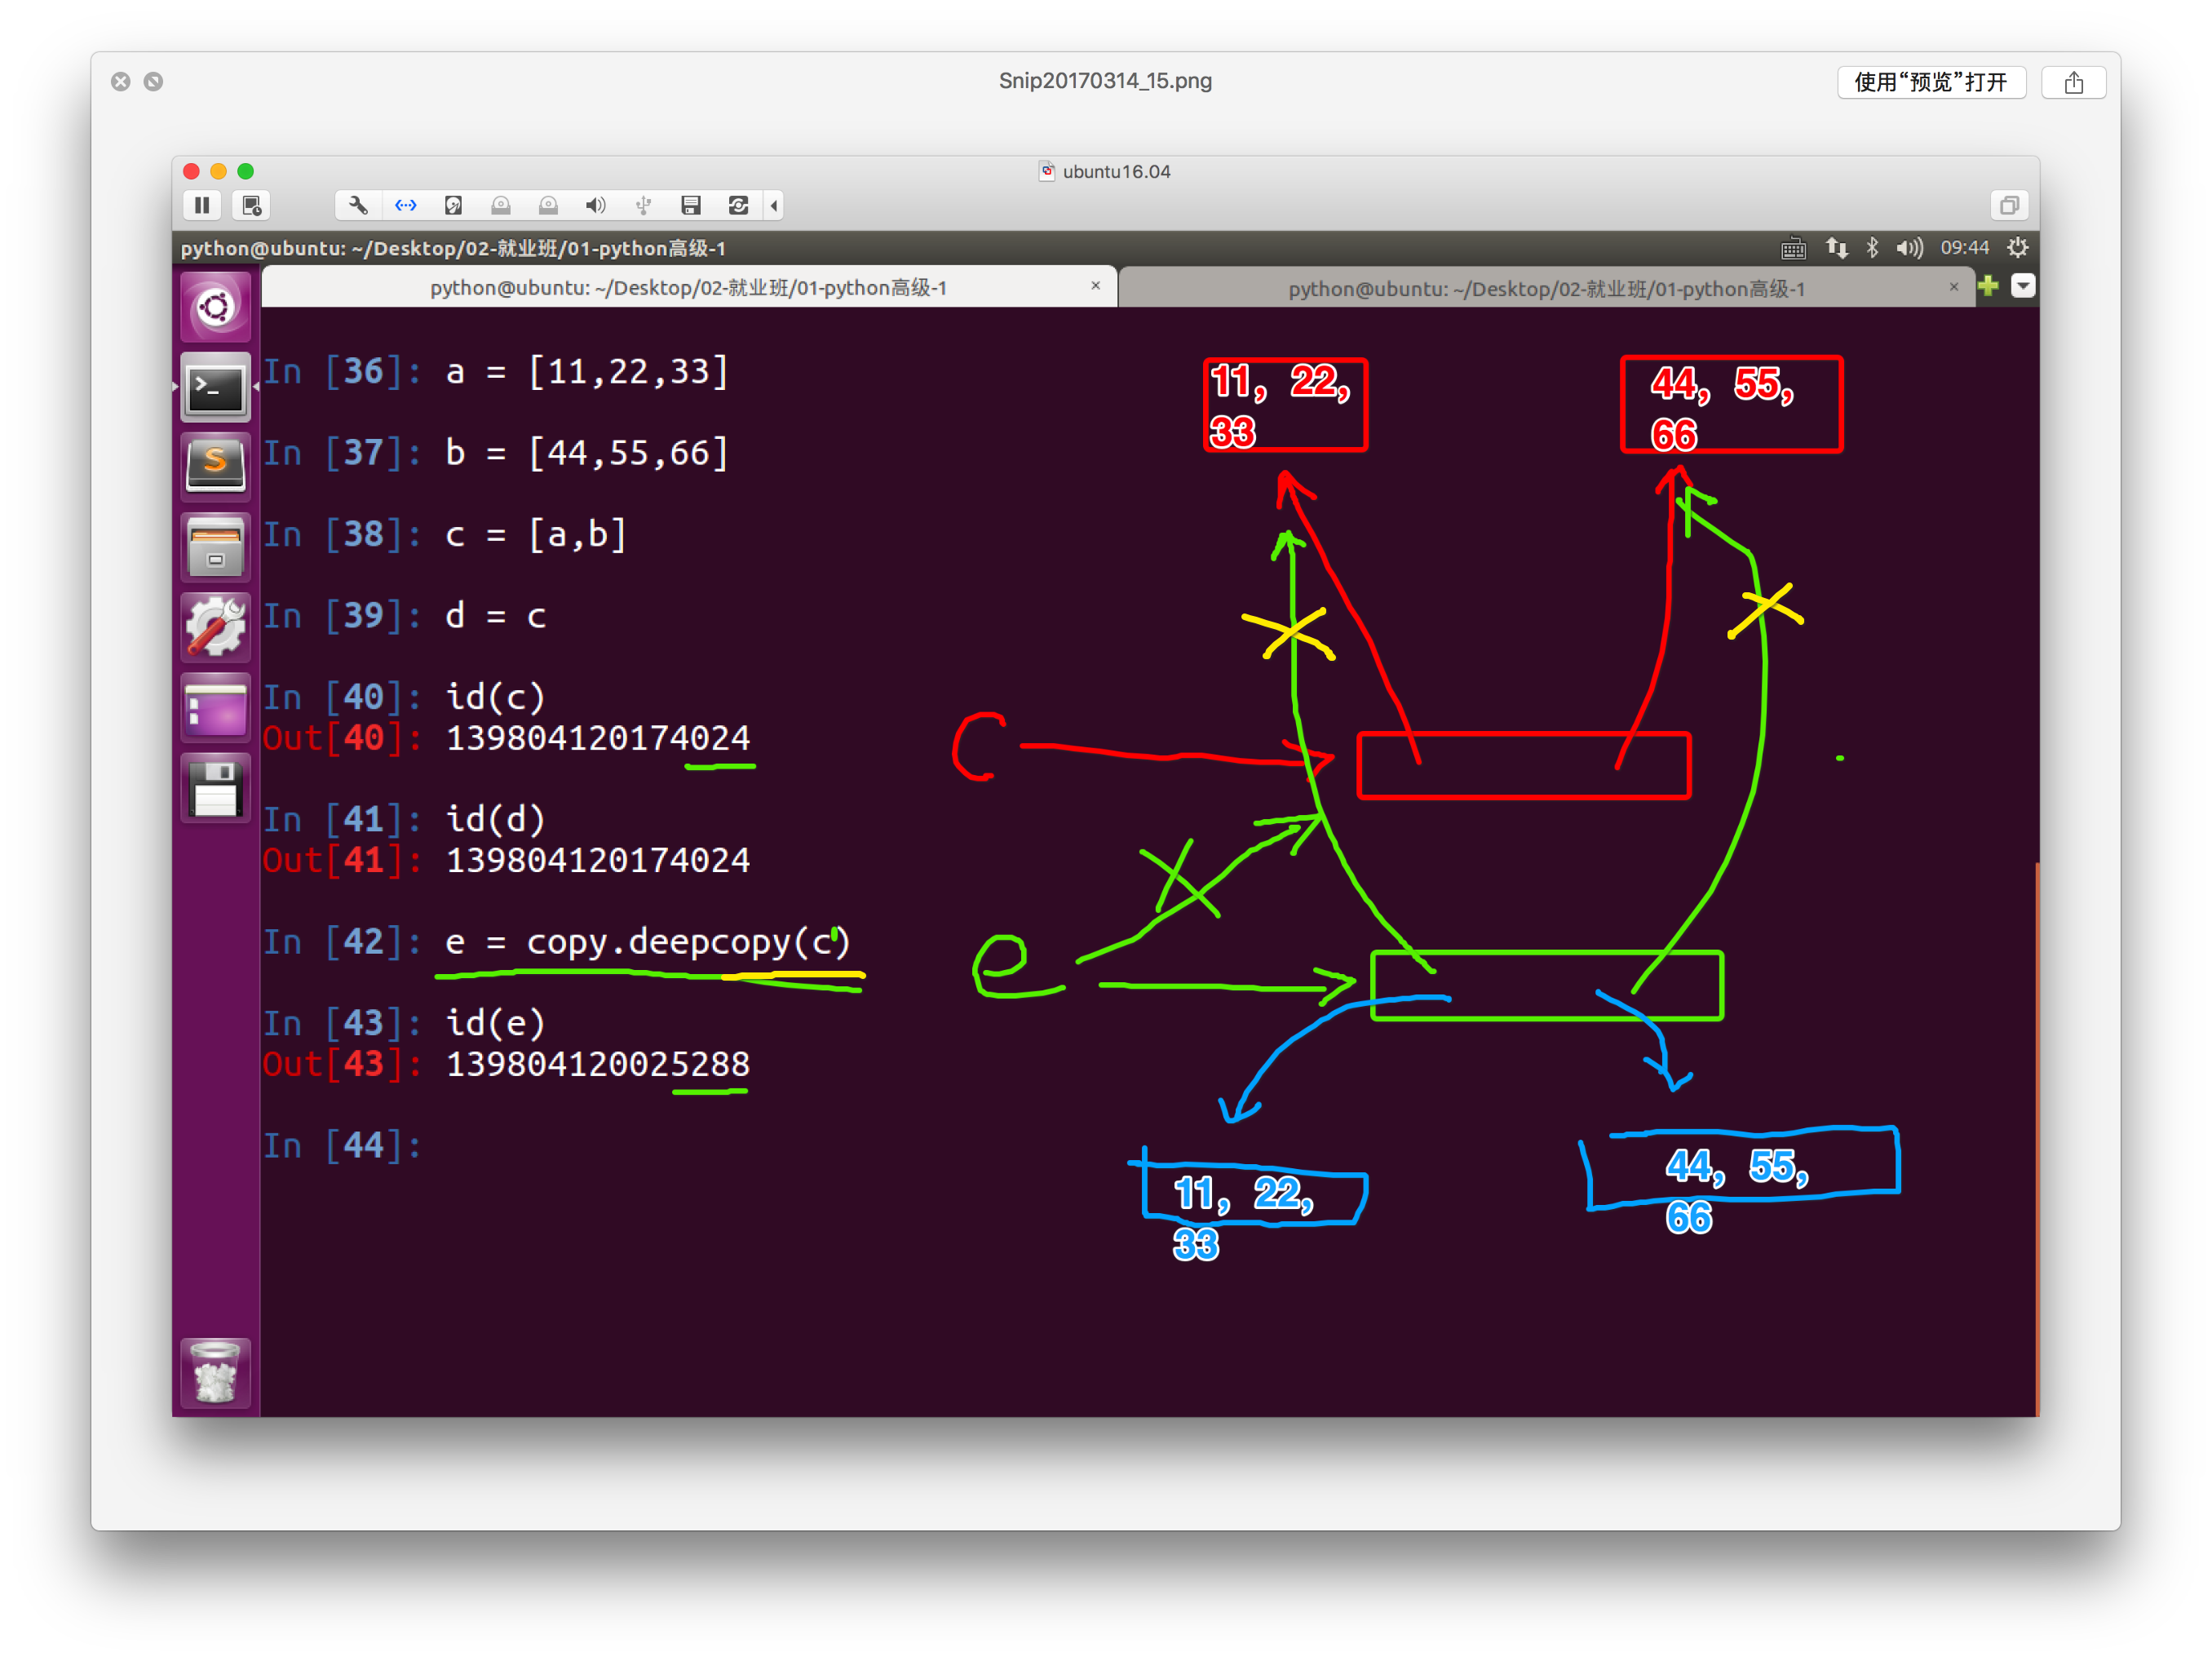 Snip20170314_15.png
使用“预览”打开
ubuntu16.04
python@ubuntu: ~/Desktop/02-就业班/01-python高级-1
09:44
python@ubuntu: ~/Desktop/02-就业班/01-python高级-1 ×
python@ubuntu: ~/Desktop/02-就业班/01-python高级-1 ×
In [36]: a = [11,22,33]
In [37]: b = [44,55,66]
In [38]: c = [a,b]
In [39]: d = c
In [40]: id(c)
Out[40]: 139804120174024
In [41]: id(d)
Out[41]: 139804120174024
In [42]: e = copy.deepcopy(c)
In [43]: id(e)
Out[43]: 139804120025288
In [44]:
11，22，
33
44，55，
66
c
e
11，22，
33
44，55，
66